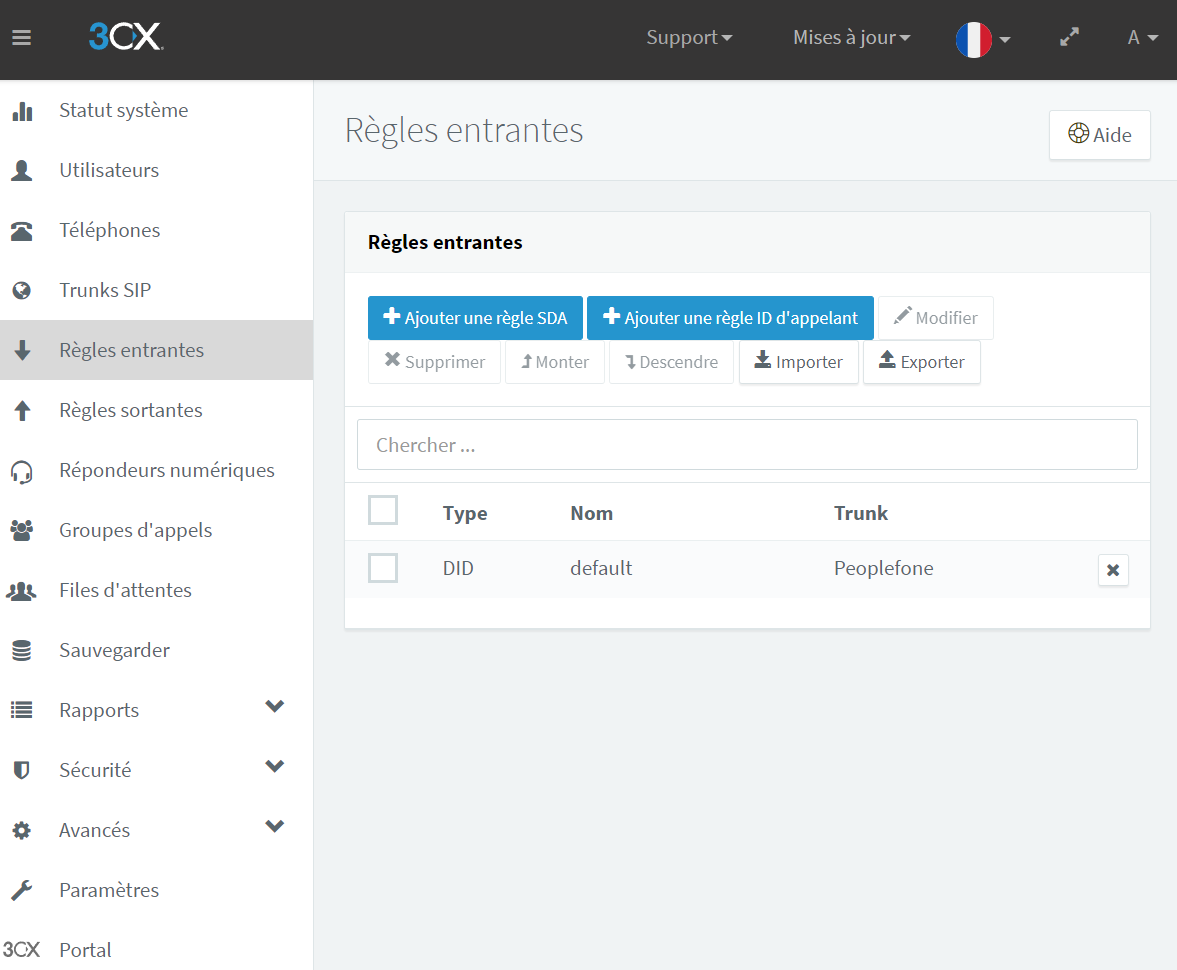 3CX
Support
Mises à jour
A
Statut système
Utilisateurs
Téléphones
Trunks SIP
Règles entrantes
Règles sortantes
Répondeurs numériques
Groupes d'appels
Files d'attentes
Sauvegarder
Rapports
Sécurité
Avancés
Paramètres
3CX Portal
Règles entrantes
Aide
Règles entrantes
Ajouter une règle SDA Ajouter une règle ID d'appelant Modifier
Supprimer Monter Descendre Importer Exporter
Chercher ...
Type Nom Trunk
DID default Peoplefone